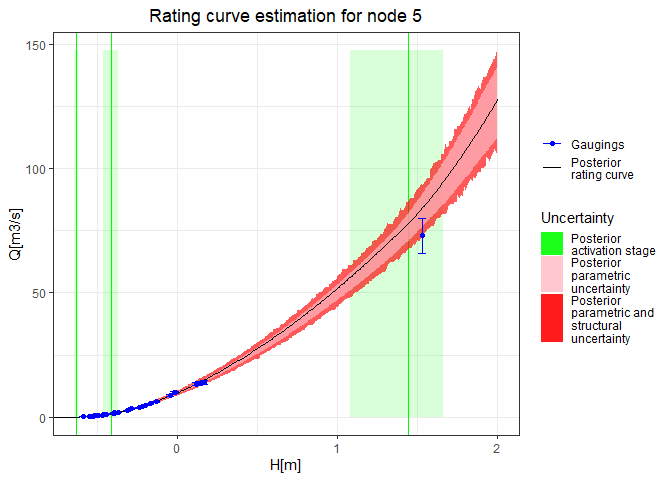 Rating curve estimation for node 5
150
100
50
0
Q[m3/s]
0
1
2
H[m]
Gaugings
Posterior
rating curve
Uncertainty
Posterior
activation stage
Posterior
parametric
uncertainty
Posterior
parametric and
structural
uncertainty